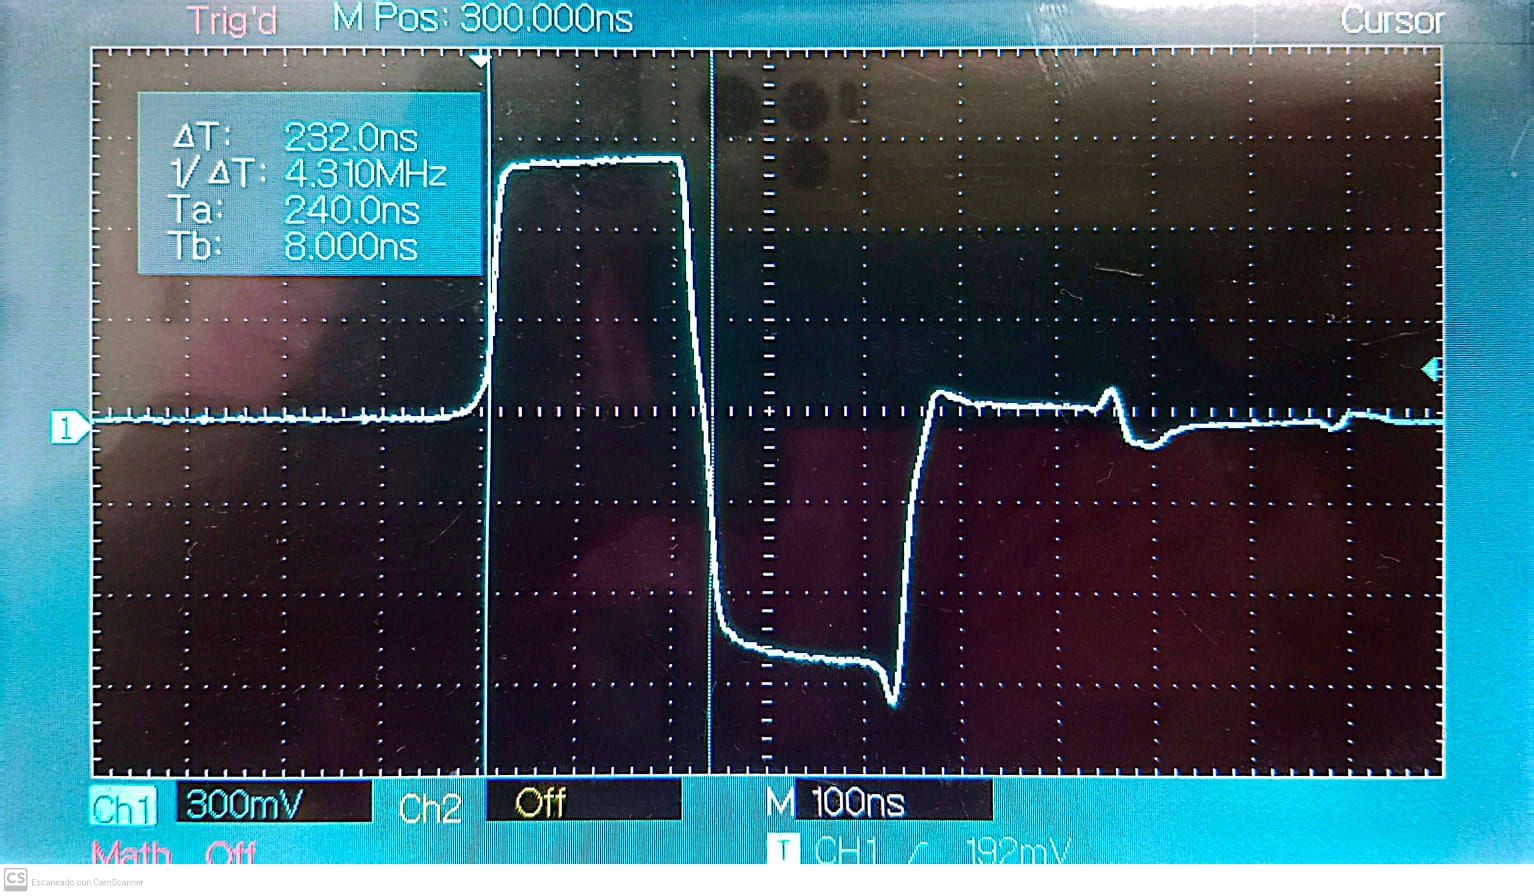 Trig'd M Pos: 300.000ns Cursor
ΔT: 232.0ns
1/ΔT: 4.310MHz
Ta: 240.0ns
Tb: 8.000ns
1
Ch1 300mV Ch2 Off M 100ns
Math Off T CH1 192mV
CS Escaneado con CamScanner